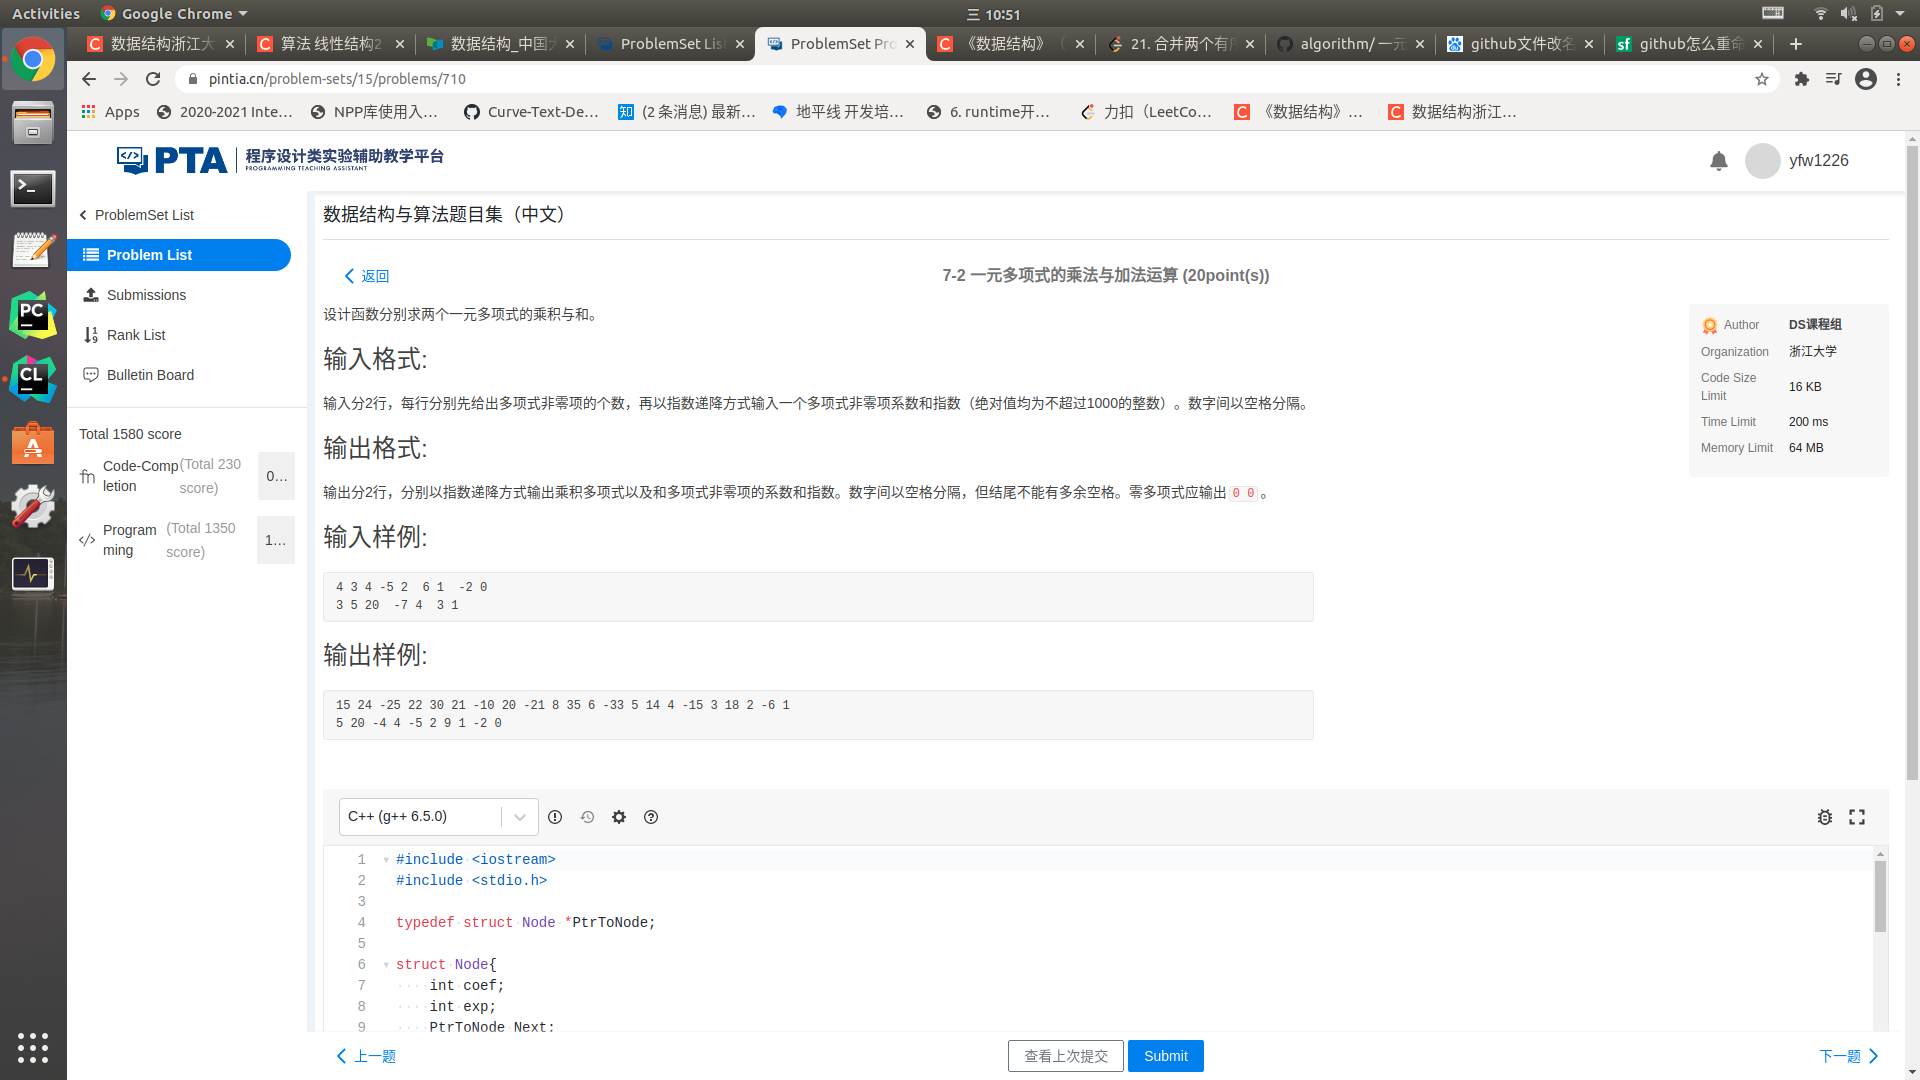 Activities
Google Chrome
三 10:51
数据结构浙江大
算法 线性结构2
数据结构_中国大
ProblemSet Lis
ProblemSet Pro
《数据结构》（
21. 合并两个有序
algorithm/ 一元
github文件改名
github怎么重命
pintia.cn/problem-sets/15/problems/710
Apps
2020-2021 Inte…
NPP库使用入…
Curve-Text-De…
(2 条消息) 最新…
地平线 开发培…
6. runtime开…
力扣（LeetCo…
《数据结构》…
数据结构浙江…
PTA
程序设计类实验辅助教学平台
PROGRAMMING TEACHING ASSISTANT
yfw1226
ProblemSet List
Problem List
Submissions
Rank List
Bulletin Board
Total 1580 score
Code-Completion
(Total 230 score)
0…
Programming
(Total 1350 score)
1…
数据结构与算法题目集（中文）
返回
7-2 一元多项式的乘法与加法运算 (20point(s))
设计函数分别求两个一元多项式的乘积与和。
输入格式:
输入分2行，每行分别先给出多项式非零项的个数，再以指数递降方式输入一个多项式非零项系数和指数（绝对值均为不超过1000的整数）。数字间以空格分隔。
输出格式:
输出分2行，分别以指数递降方式输出乘积多项式以及和多项式非零项的系数和指数。数字间以空格分隔，但结尾不能有多余空格。零多项式应输出 0 0 。
输入样例:
4 3 4 -5 2  6 1  -2 0
3 5 20  -7 4  3 1
输出样例:
15 24 -25 22 30 21 -10 20 -21 8 35 6 -33 5 14 4 -15 3 18 2 -6 1
5 20 -4 4 -5 2 9 1 -2 0
Author
DS课程组
Organization
浙江大学
Code Size Limit
16 KB
Time Limit
200 ms
Memory Limit
64 MB
C++ (g++ 6.5.0)
1 #include <iostream>
2 #include <stdio.h>
3
4 typedef struct Node *PtrToNode;
5
6 struct Node{
7     int coef;
8     int exp;
9     PtrToNode Next;
上一题
查看上次提交
Submit
下一题